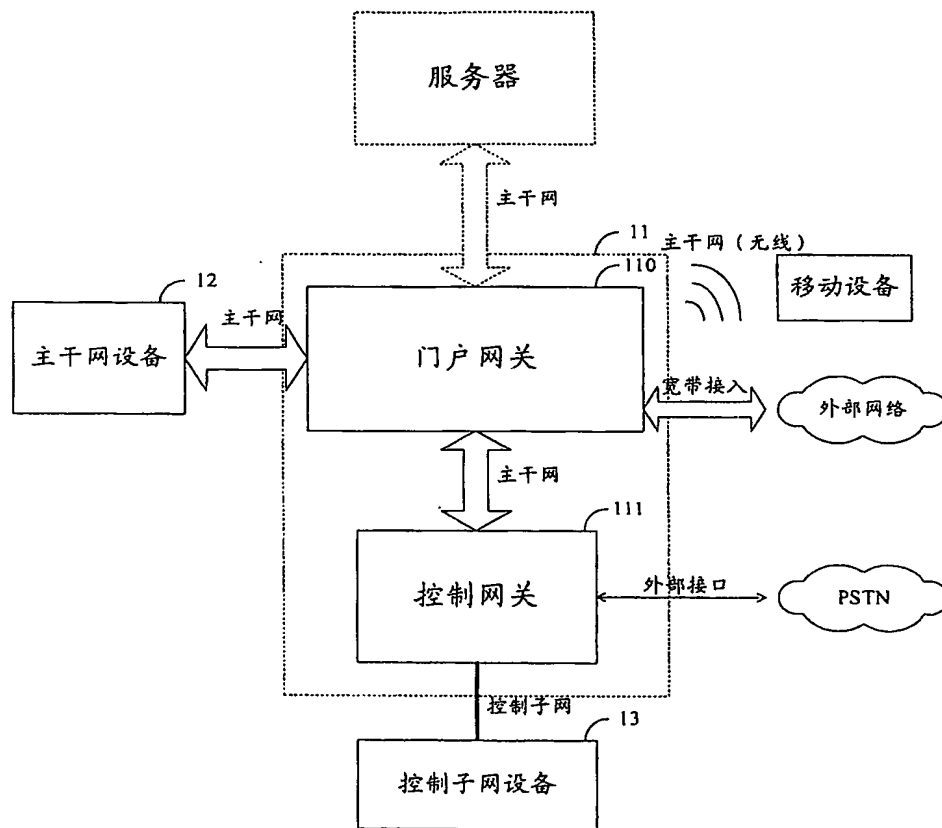 服务器
主干网
11
主干网（无线）
110
移动设备
12
主干网
主干网设备
门户网关
宽带接入
外部网络
主干网
111
控制网关
外部接口
PSTN
控制子网
13
控制子网设备